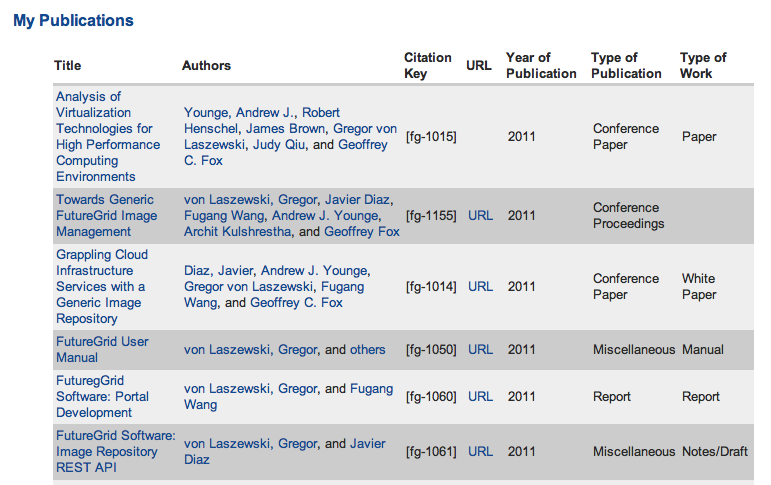 My Publications
Title Authors Citation Key URL Year of Publication Type of Publication Type of Work
Analysis of
Virtualization
Technologies for
High Performance
Computing
Environments
Younge, Andrew J., Robert
Henschel, James Brown, Gregor von
Laszewski, Judy Qiu, and Geoffrey
C. Fox
[fg-1015]
2011
Conference
Paper
Paper
Towards Generic
FutureGrid Image
Management
von Laszewski, Gregor, Javier Diaz,
Fugang Wang, Andrew J. Younge,
Archit Kulshrestha, and Geoffrey Fox
[fg-1155]
URL
2011
Conference
Proceedings
Grappling Cloud
Infrastructure
Services with a
Generic Image
Repository
Diaz, Javier, Andrew J. Younge,
Gregor von Laszewski, Fugang
Wang, and Geoffrey C. Fox
[fg-1014]
URL
2011
Conference
Paper
White
Paper
FutureGrid User
Manual
von Laszewski, Gregor, and others
[fg-1050]
URL
2011
Miscellaneous
Manual
FuturegGrid
Software: Portal
Development
von Laszewski, Gregor, and Fugang
Wang
[fg-1060]
URL
2011
Report
Report
FutureGrid Software:
Image Repository
REST API
von Laszewski, Gregor, and Javier
Diaz
[fg-1061]
URL
2011
Miscellaneous
Notes/Draft